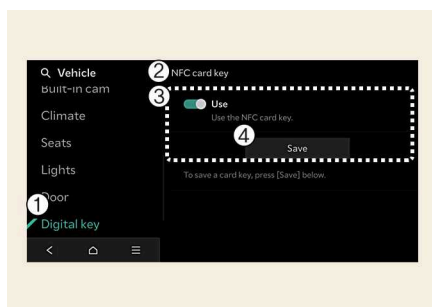 Vehicle
Built-in cam
Climate
Seats
Lights
Door
Digital key
1
2 NFC card key
3
Use
Use the NFC card key.
4
Save
To save a card key, press [Save] below.